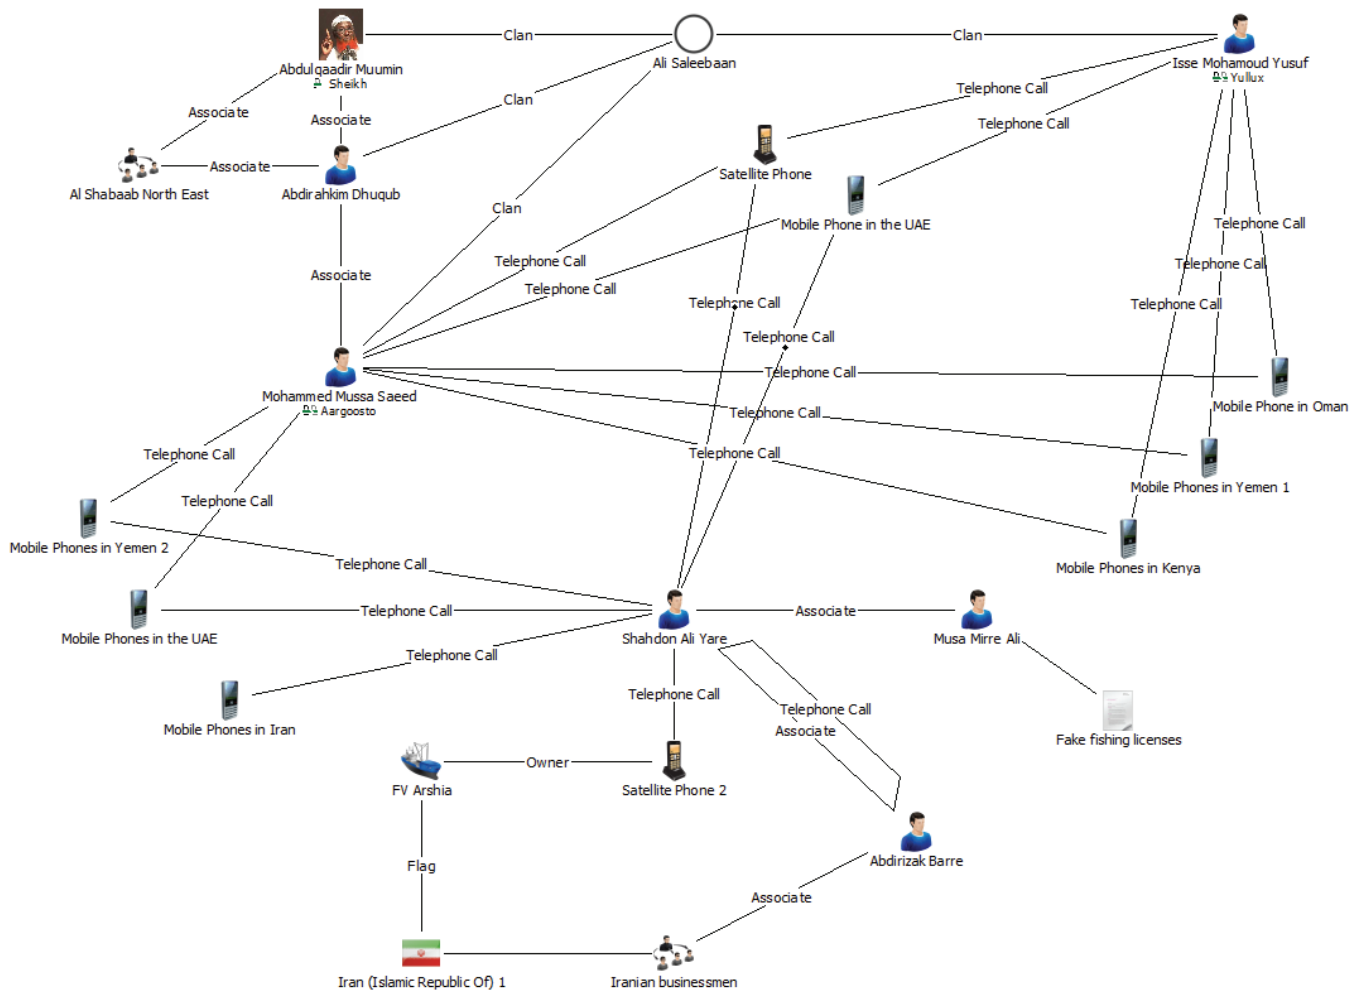 Clan
Clan
Abdulqaadir Muumin
Sheikh
Ali Saleebaan
Isse Mohamoud Yusuf
Yullux
Telephone Call
Clan
Associate
Associate
Telephone Call
Associate
Satellite Phone
Al Shabaab North East
Abdirahkim Dhuqub
Clan
Mobile Phone in the UAE
Telephone Call
Telephone Call
Telephone Call
Associate
Telephone Call
Telephone Call
Telephone Call
Telephone Call
Telephone Call
Mohammed Mussa Saeed
Aargoosto
Mobile Phone in Oman
Telephone Call
Telephone Call
Telephone Call
Mobile Phones in Yemen 1
Telephone Call
Mobile Phones in Yemen 2
Telephone Call
Mobile Phones in Kenya
Telephone Call
Associate
Mobile Phones in the UAE
Shahdon Ali Yare
Musa Mirre Ali
Telephone Call
Telephone Call
Telephone Call
Mobile Phones in Iran
Associate
Fake fishing licenses
Owner
FV Arshia
Satellite Phone 2
Abdirizak Barre
Flag
Associate
Iran (Islamic Republic Of) 1
Iranian businessmen